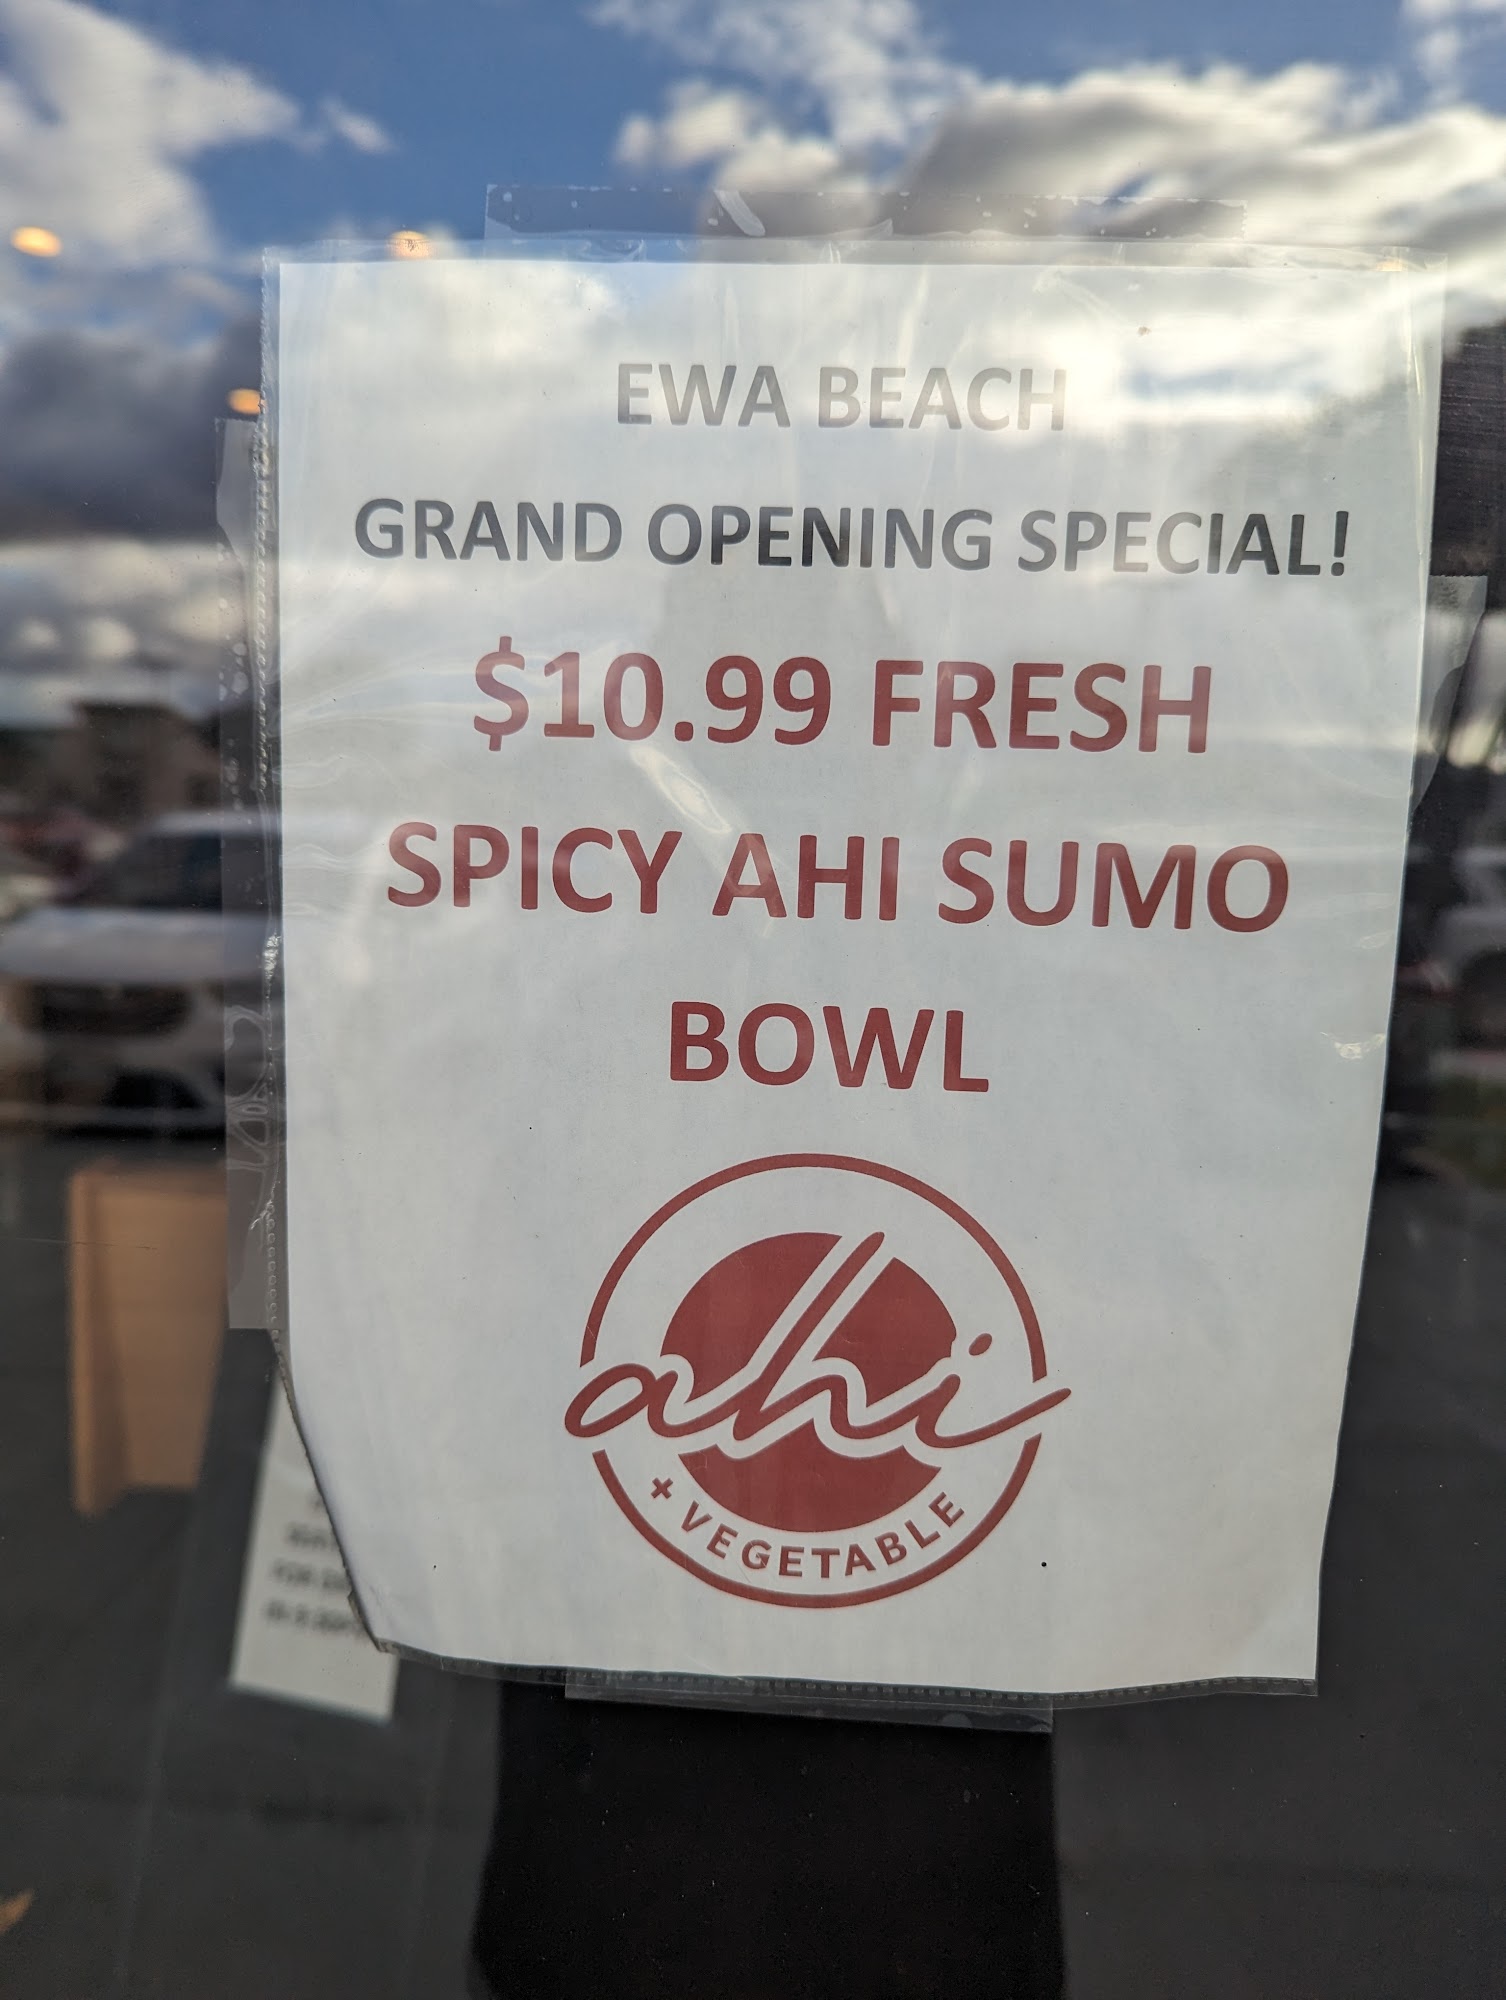 EWA BEACH
GRAND OPENING SPECIAL!
$10.99 FRESH
SPICY AHI SUMO
BOWL
ahi
+ VEGETABLE